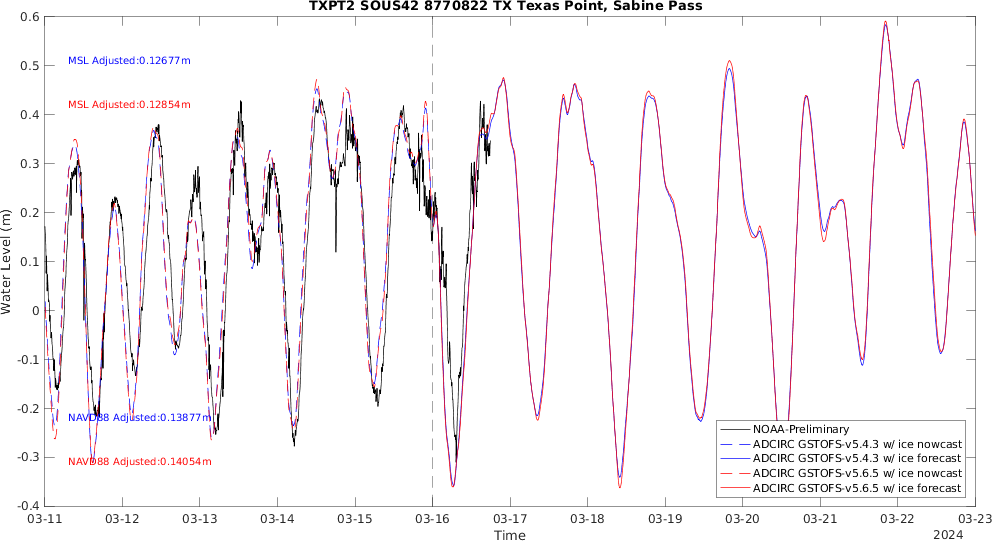 TXPT2 SOUS42 8770822 TX Texas Point, Sabine Pass
0.6
0.5
0.4
0.3
0.2
0.1
0
-0.1
-0.2
-0.3
-0.4
Water Level (m)
MSL Adjusted:0.12677m
MSL Adjusted:0.12854m
NAVD88 Adjusted:0.13877m
NAVD88 Adjusted:0.14054m
NOAA-Preliminary
ADCIRC GSTOFS-v5.4.3 w/ ice nowcast
ADCIRC GSTOFS-v5.4.3 w/ ice forecast
ADCIRC GSTOFS-v5.6.5 w/ ice nowcast
ADCIRC GSTOFS-v5.6.5 w/ ice forecast
03-11 03-12 03-13 03-14 03-15 03-16 03-17 03-18 03-19 03-20 03-21 03-22 03-23
Time
2024